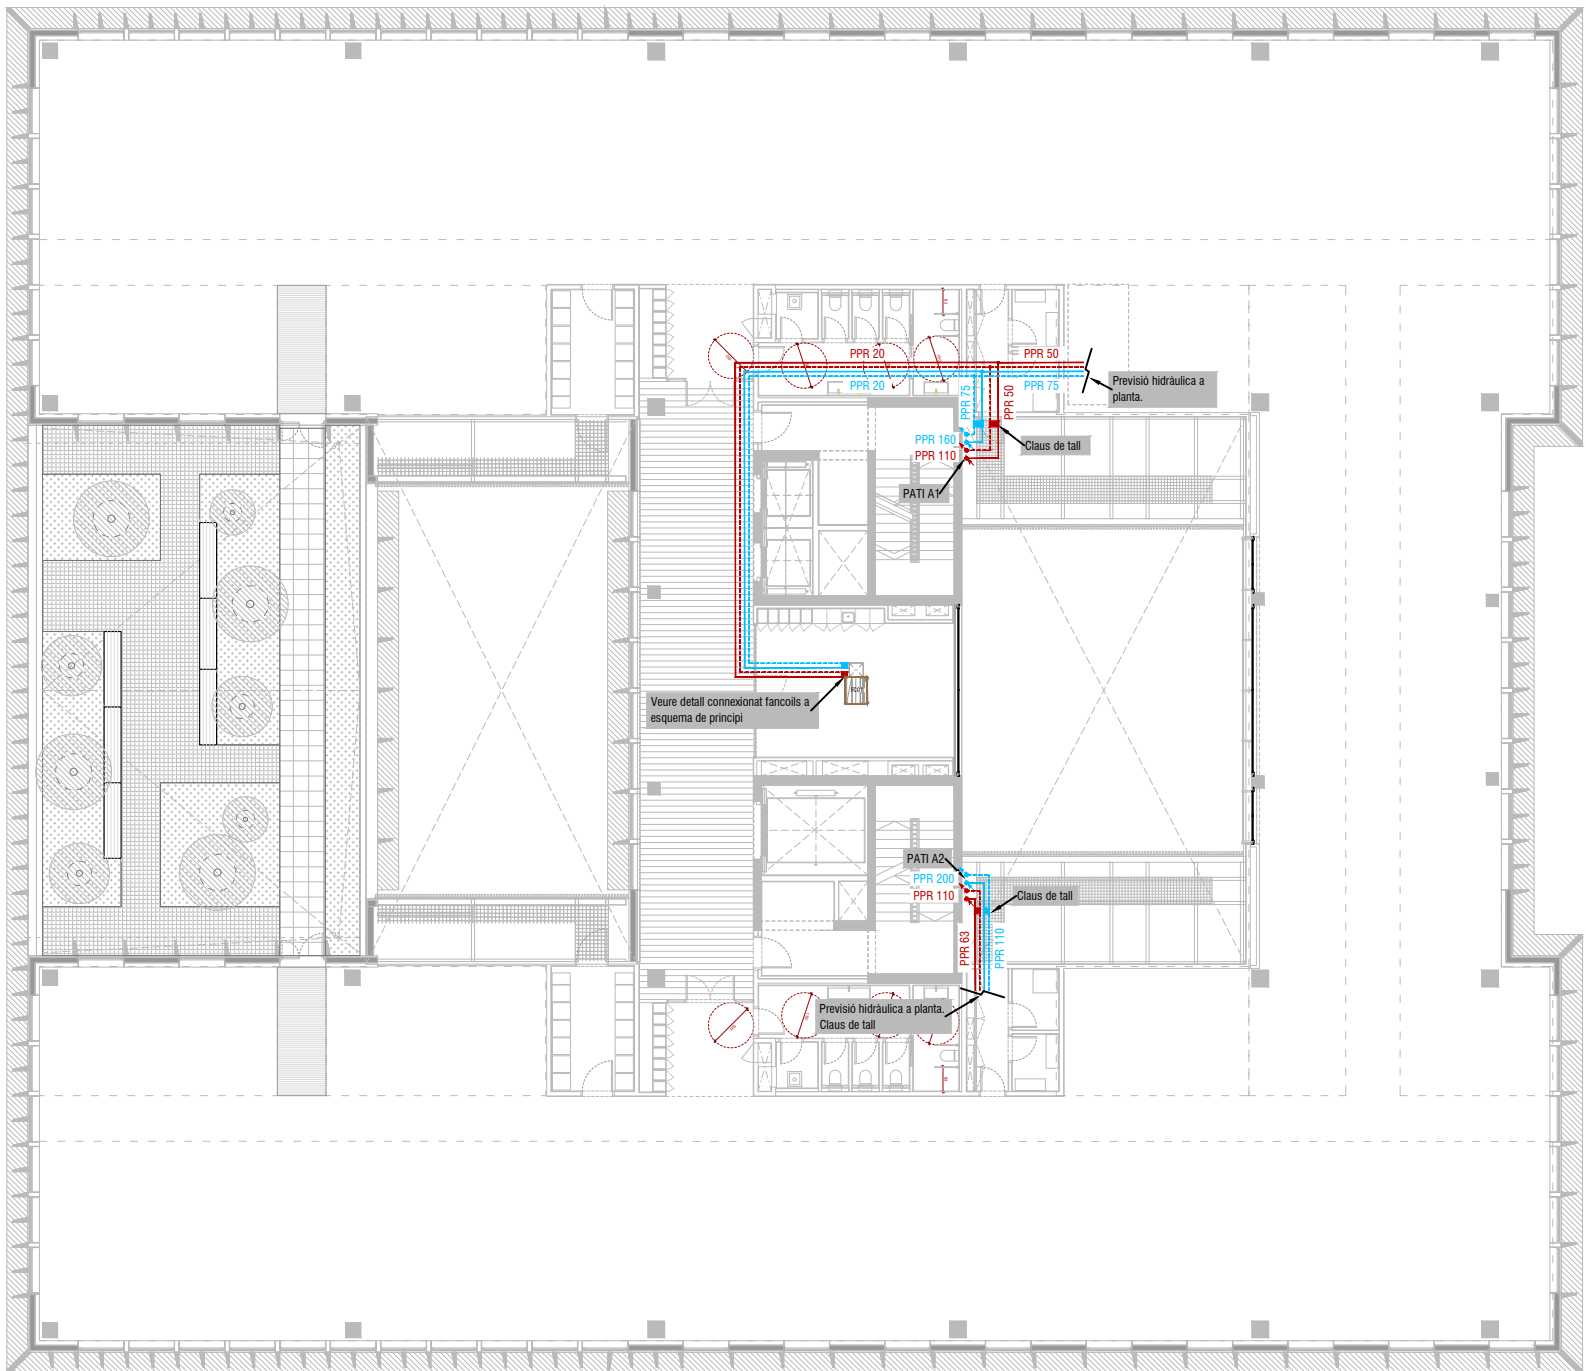 PPR 20
PPR 50
PPR 20
PPR 75
Previsió hidràulica a
planta.
PPR 75
PPR 50
PPR 160
PPR 110
Claus de tall
PATI A1
Veure detall connexionat fancoils a
esquema de principi
PATI A2
PPR 200
PPR 110
Claus de tall
PPR 63
PPR 110
Previsió hidràulica a planta.
Claus de tall